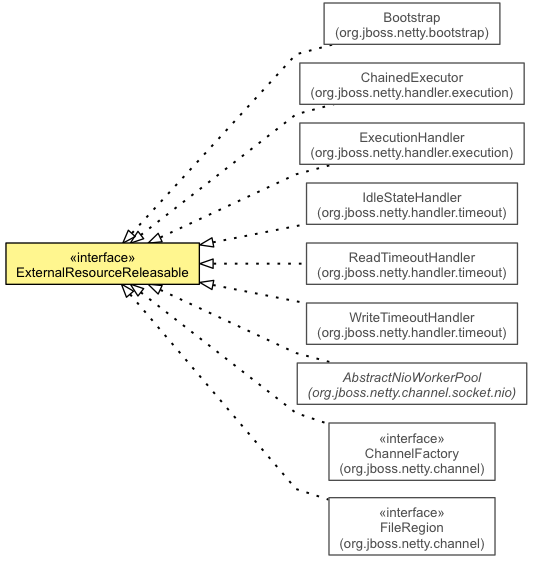 Bootstrap
(org.jboss.netty.bootstrap)
ChainedExecutor
(org.jboss.netty.handler.execution)
ExecutionHandler
(org.jboss.netty.handler.execution)
IdleStateHandler
(org.jboss.netty.handler.timeout)
«interface»
ExternalResourceReleasable
ReadTimeoutHandler
(org.jboss.netty.handler.timeout)
WriteTimeoutHandler
(org.jboss.netty.handler.timeout)
AbstractNioWorkerPool
(org.jboss.netty.channel.socket.nio)
«interface»
ChannelFactory
(org.jboss.netty.channel)
«interface»
FileRegion
(org.jboss.netty.channel)